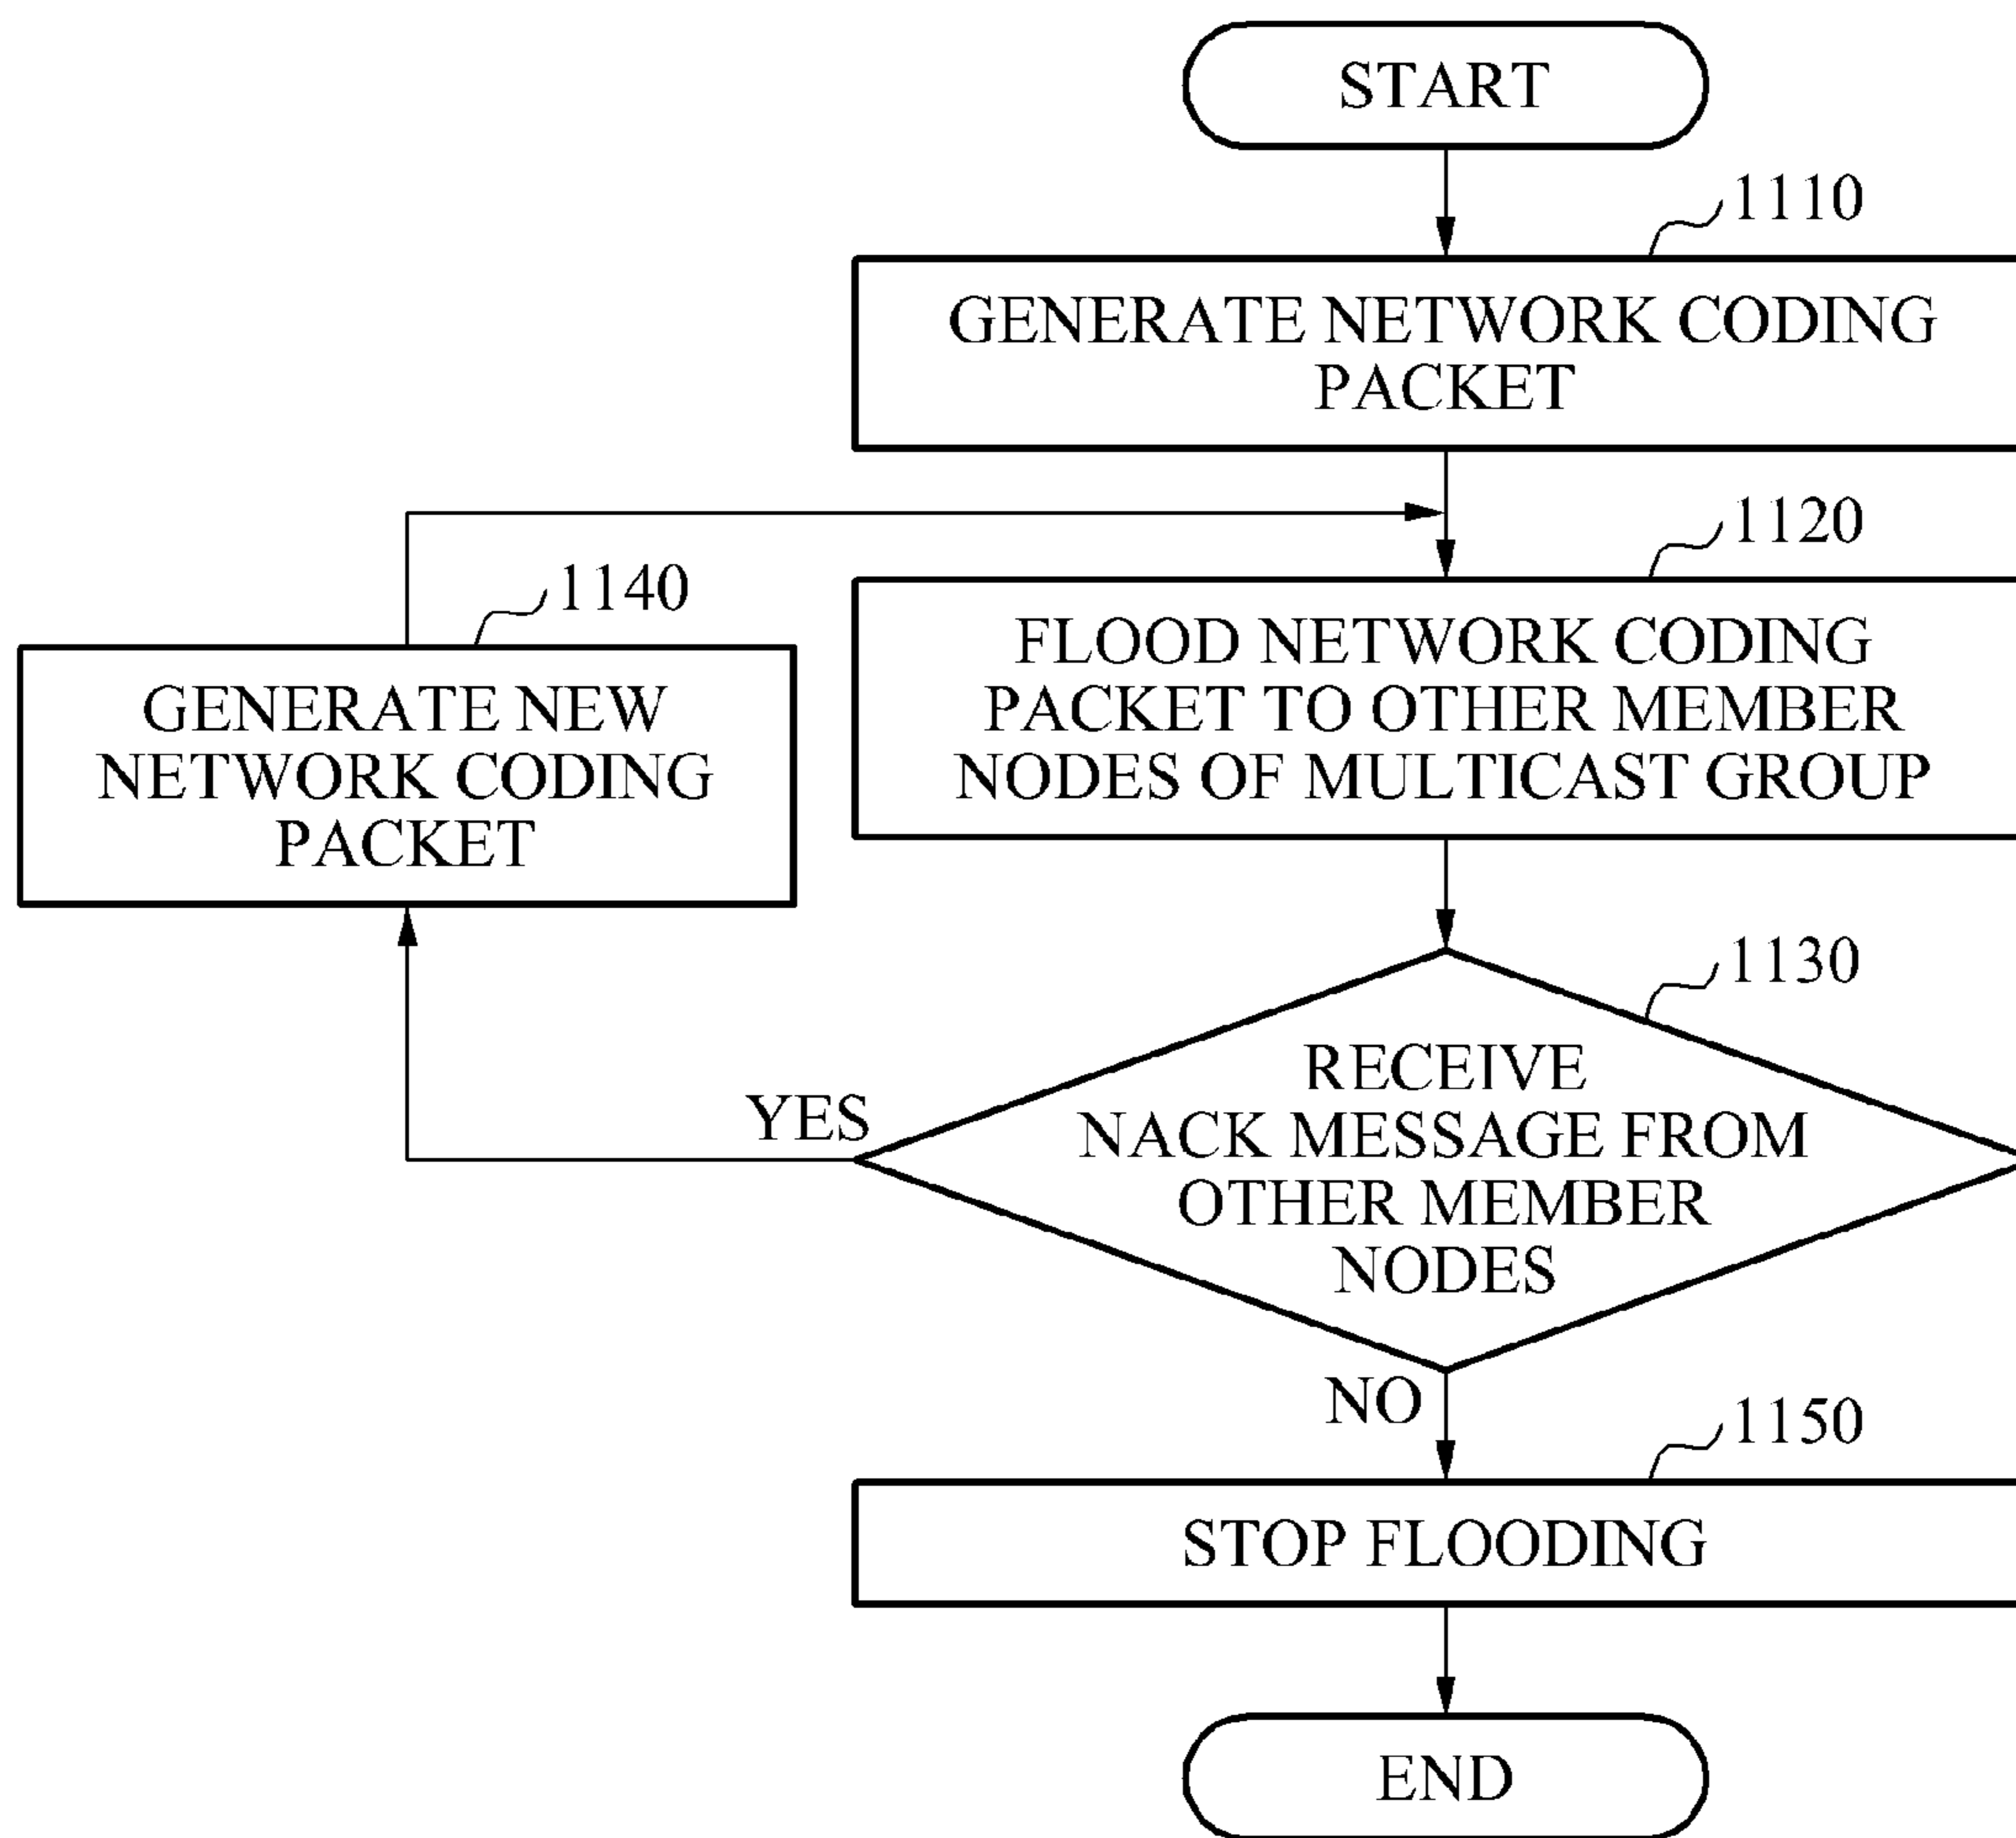 START
1110
GENERATE NETWORK CODING
PACKET
1120
FLOOD NETWORK CODING
PACKET TO OTHER MEMBER
NODES OF MULTICAST GROUP
1140
GENERATE NEW
NETWORK CODING
PACKET
1130
RECEIVE
NACK MESSAGE FROM
OTHER MEMBER
NODES
YES
NO
1150
STOP FLOODING
END